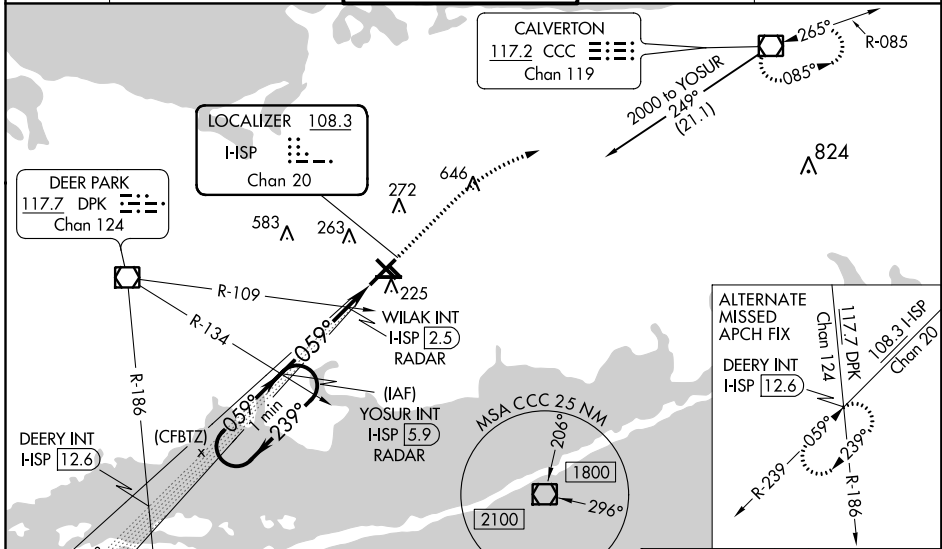 CALVERTON
117.2 CCC
Chan 119
265°
R-085
085°
2000 to YOSUR
249°
(21.1)
LOCALIZER 108.3
I-ISP
Chan 20
824
646
272
583
263
225
DEER PARK
117.7 DPK
Chan 124
R-109
R-134
R-186
WILAK INT
I-ISP 2.5
RADAR
059°
059°
1 min
239°
(IAF)
YOSUR INT
I-ISP 5.9
RADAR
(CFBTZ)
x
DEERY INT
I-ISP 12.6
MSA CCC 25 NM
206°
1800
296°
2100
ALTERNATE
MISSED
APCH FIX
117.7 DPK
Chan 124
108.3 I-ISP
Chan 20
DEERY INT
I-ISP 12.6
059°
239°
R-239
R-186